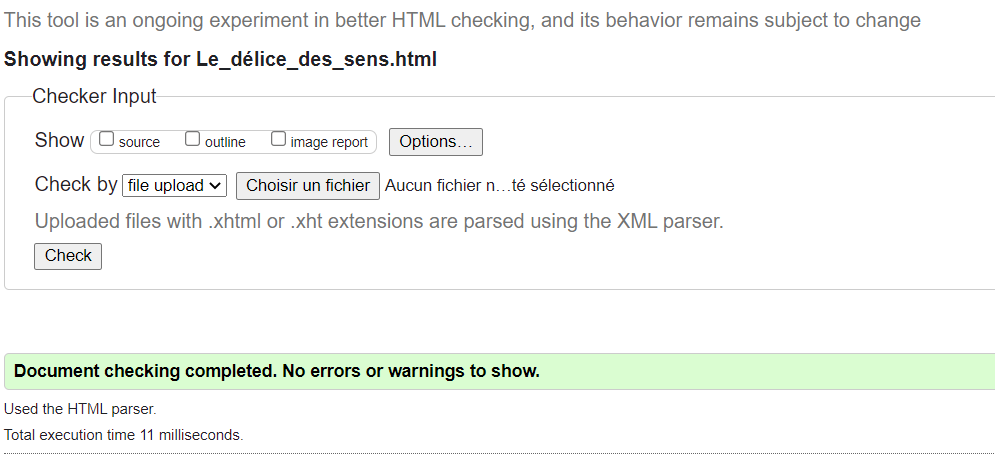 This tool is an ongoing experiment in better HTML checking, and its behavior remains subject to change
Showing results for Le_délice_des_sens.html
Checker Input
Show source outline image report Options…
Check by file upload Choisir un fichier Aucun fichier n…té sélectionné
Uploaded files with .xhtml or .xht extensions are parsed using the XML parser.
Check
Document checking completed. No errors or warnings to show.
Used the HTML parser.
Total execution time 11 milliseconds.